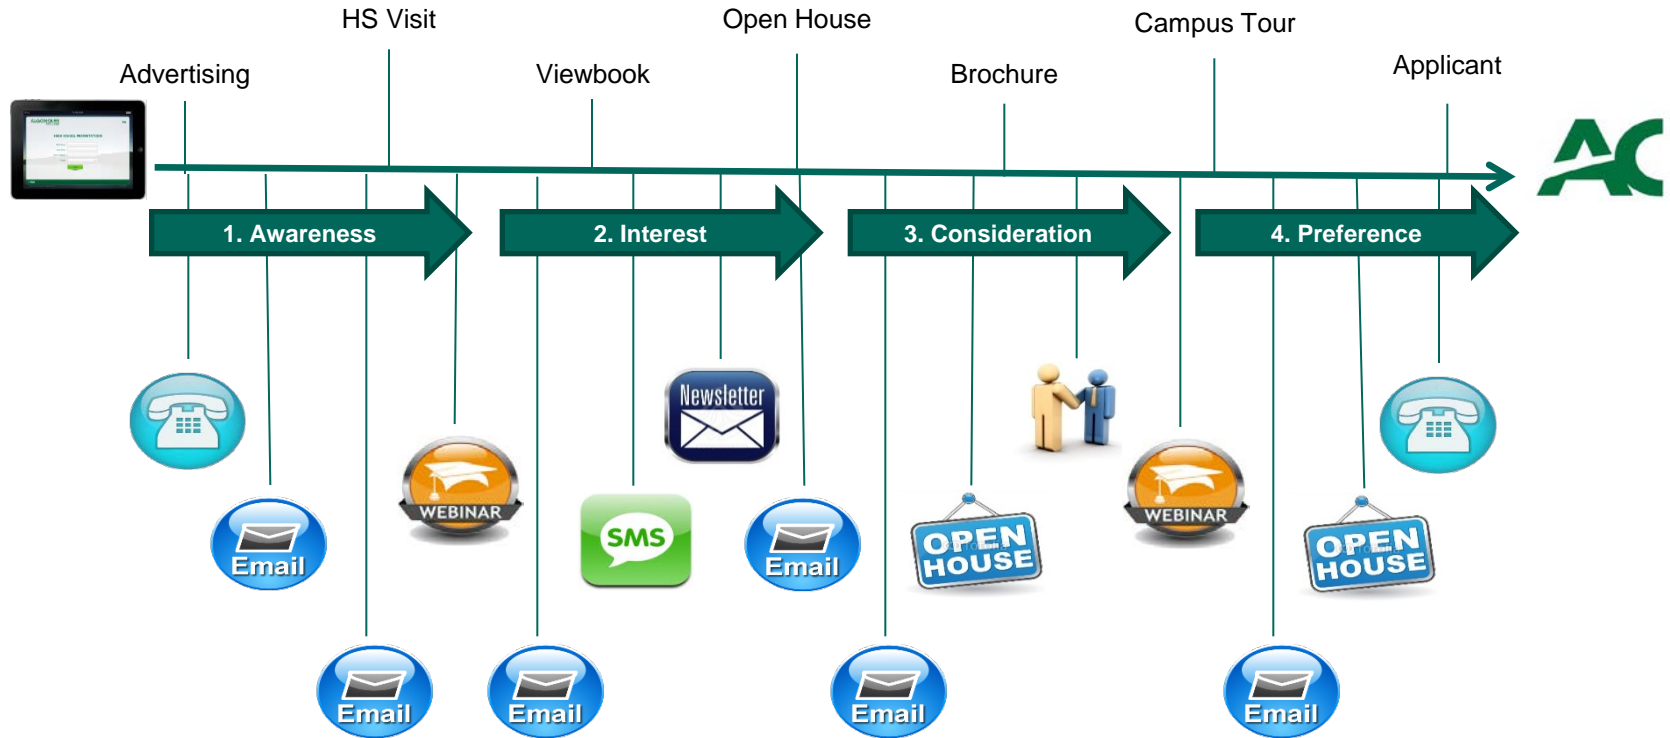 HS Visit
Open House
Campus Tour
Advertising
Viewbook
Brochure
Applicant
AC
1. Awareness
2. Interest
3. Consideration
4. Preference
Newsletter
WEBINAR
SMS
Email
Email
OPEN
HOUSE
WEBINAR
OPEN
HOUSE
Email
Email
Email
Email